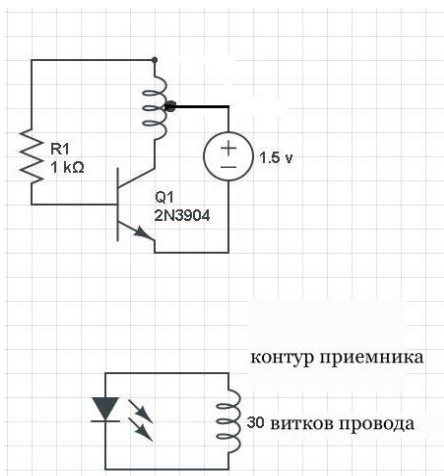 R1
1 kΩ
+
−
1.5 v
Q1
2N3904
контур приемника
30 витков провода